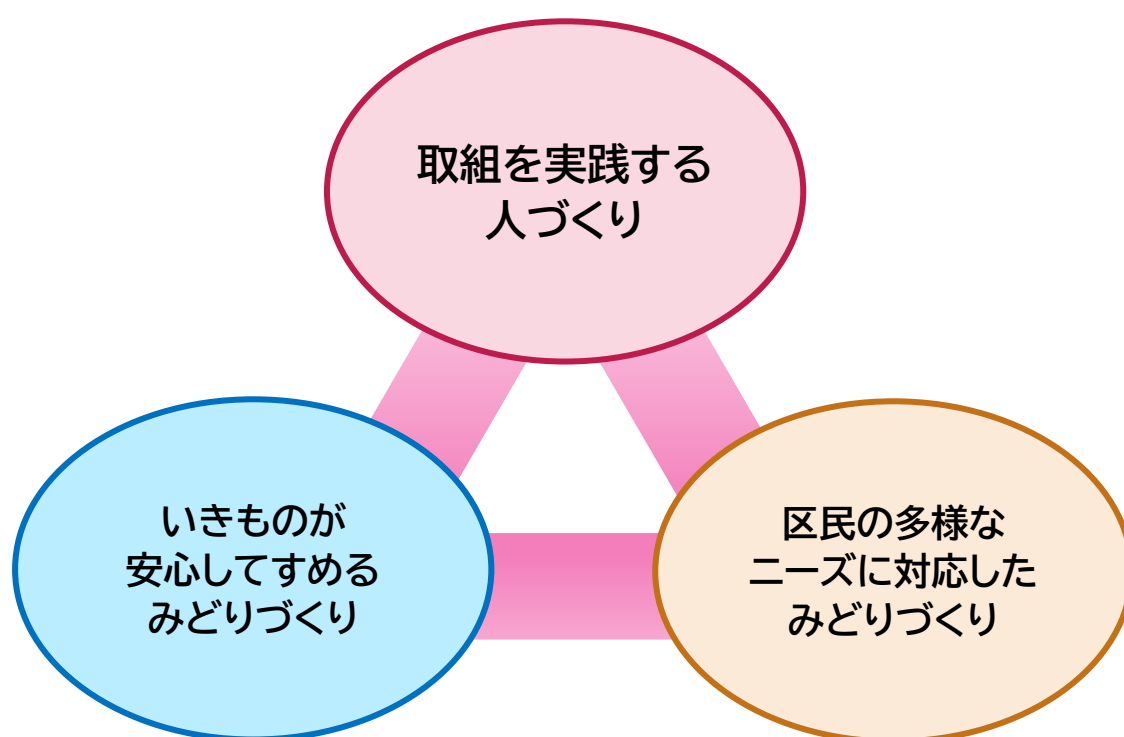 取組を実践する
人づくり
いきものが
安心してすめる
みどりづくり
区民の多様な
ニーズに対応した
みどりづくり